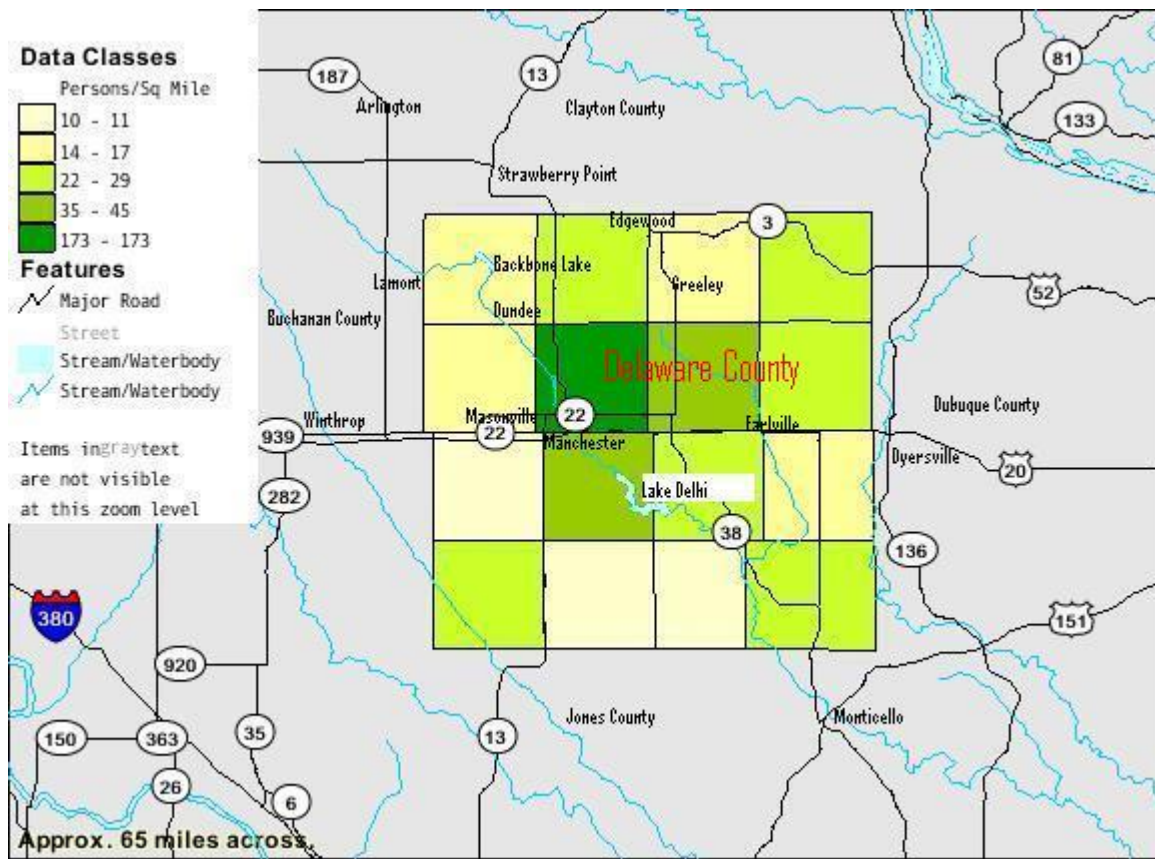 Data Classes
Persons/Sq Mile
10 - 11
14 - 17
22 - 29
35 - 45
173 - 173
Features
Major Road
Street
Stream/Waterbody
Stream/Waterbody
Items in gray text
are not visible
at this zoom level
187
13
81
Arlington
Clayton County
133
Strawberry Point
Edgewood
3
Backbone Lake
Lamont
Greeley
52
Dundee
Buchanan County
Delaware County
Masonville
22
Dubuque County
Winthrop
Earlville
939
22
Manchester
Dyersville
20
282
Lake Delhi
38
136
380
151
920
Jones County
Monticello
150
363
35
13
26
6
Approx. 65 miles across.